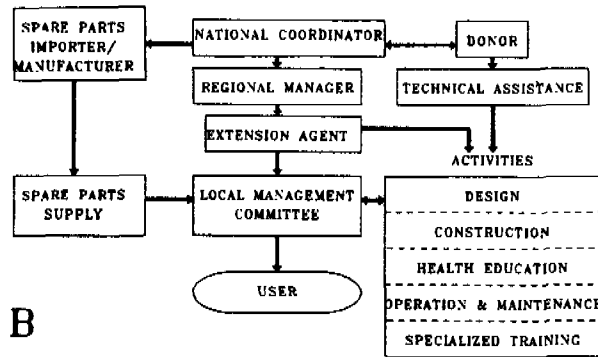 SPARE PARTS
IMPORTER/
MANUFACTURER
NATIONAL COORDINATOR
DONOR
REGIONAL MANAGER
TECHNICAL ASSISTANCE
EXTENSION AGENT
ACTIVITIES
SPARE PARTS
SUPPLY
LOCAL MANAGEMENT
COMMITTEE
DESIGN
CONSTRUCTION
HEALTH EDUCATION
OPERATION & MAINTENANCE
SPECIALIZED TRAINING
USER
B